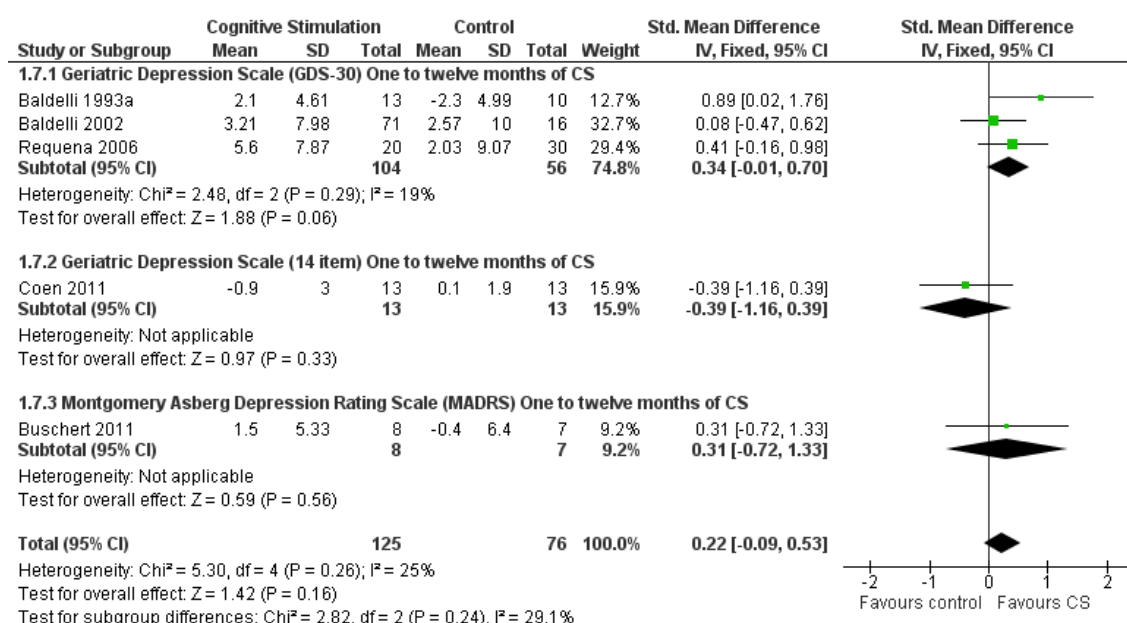 Cognitive Stimulation Control Std. Mean Difference Std. Mean Difference
Study or Subgroup Mean SD Total Mean SD Total Weight IV, Fixed, 95% CI IV, Fixed, 95% CI
1.7.1 Geriatric Depression Scale (GDS-30) One to twelve months of CS
Baldelli 1993a 2.1 4.61 13 -2.3 4.99 10 12.7% 0.89 [0.02, 1.76]
Baldelli 2002 3.21 7.98 71 2.57 10 16 32.7% 0.08 [-0.47, 0.62]
Requena 2006 5.6 7.87 20 2.03 9.07 30 29.4% 0.41 [-0.16, 0.98]
Subtotal (95% CI) 104 56 74.8% 0.34 [-0.01, 0.70]
Heterogeneity: Chi² = 2.48, df = 2 (P = 0.29); I² = 19%
Test for overall effect: Z = 1.88 (P = 0.06)
1.7.2 Geriatric Depression Scale (14 item) One to twelve months of CS
Coen 2011 -0.9 3 13 0.1 1.9 13 15.9% -0.39 [-1.16, 0.39]
Subtotal (95% CI) 13 13 15.9% -0.39 [-1.16, 0.39]
Heterogeneity: Not applicable
Test for overall effect: Z = 0.97 (P = 0.33)
1.7.3 Montgomery Asberg Depression Rating Scale (MADRS) One to twelve months of CS
Buschert 2011 1.5 5.33 8 -0.4 6.4 7 9.2% 0.31 [-0.72, 1.33]
Subtotal (95% CI) 8 7 9.2% 0.31 [-0.72, 1.33]
Heterogeneity: Not applicable
Test for overall effect: Z = 0.59 (P = 0.56)
Total (95% CI) 125 76 100.0% 0.22 [-0.09, 0.53]
Heterogeneity: Chi² = 5.30, df = 4 (P = 0.26); I² = 25%
Test for overall effect: Z = 1.42 (P = 0.16)
Test for subgroup differences: Chi² = 2.82, df = 2 (P = 0.24), I² = 29.1%
-2 -1 0 1 2
Favours control Favours CS